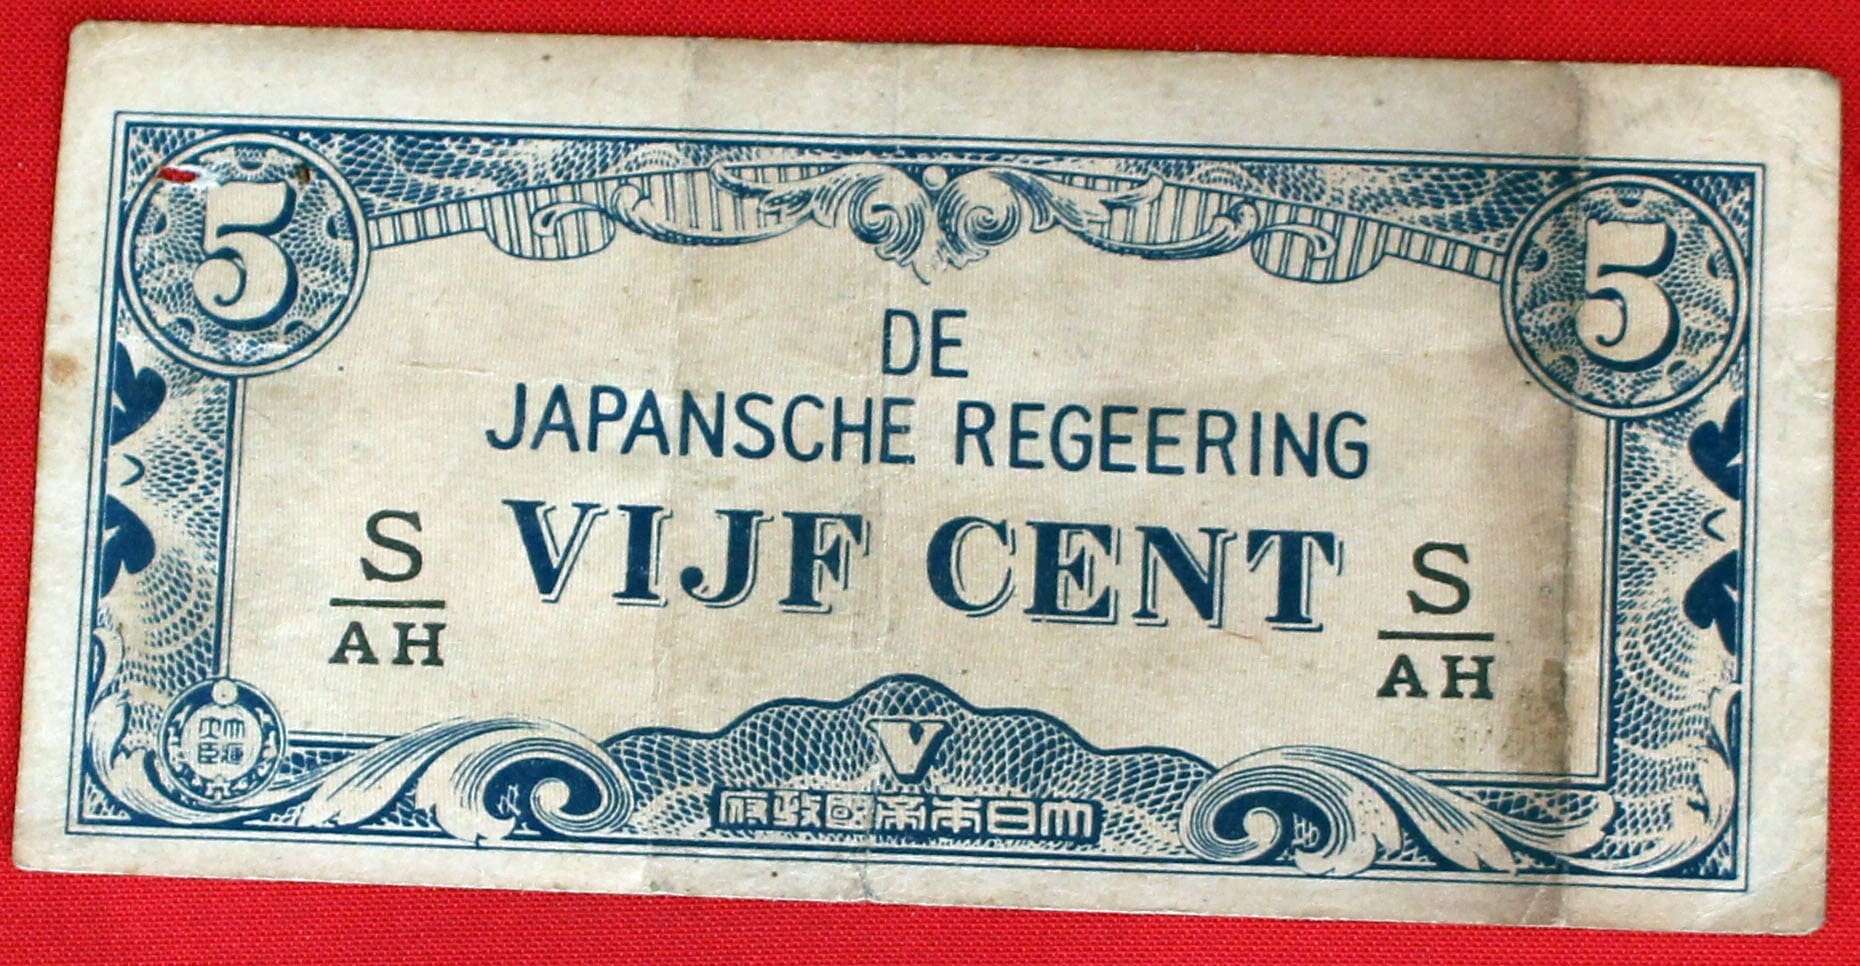 5
5
DE
JAPANSCHE REGEERING
VIJF CENT
S
AH
S
AH
V
府政國帝本日大